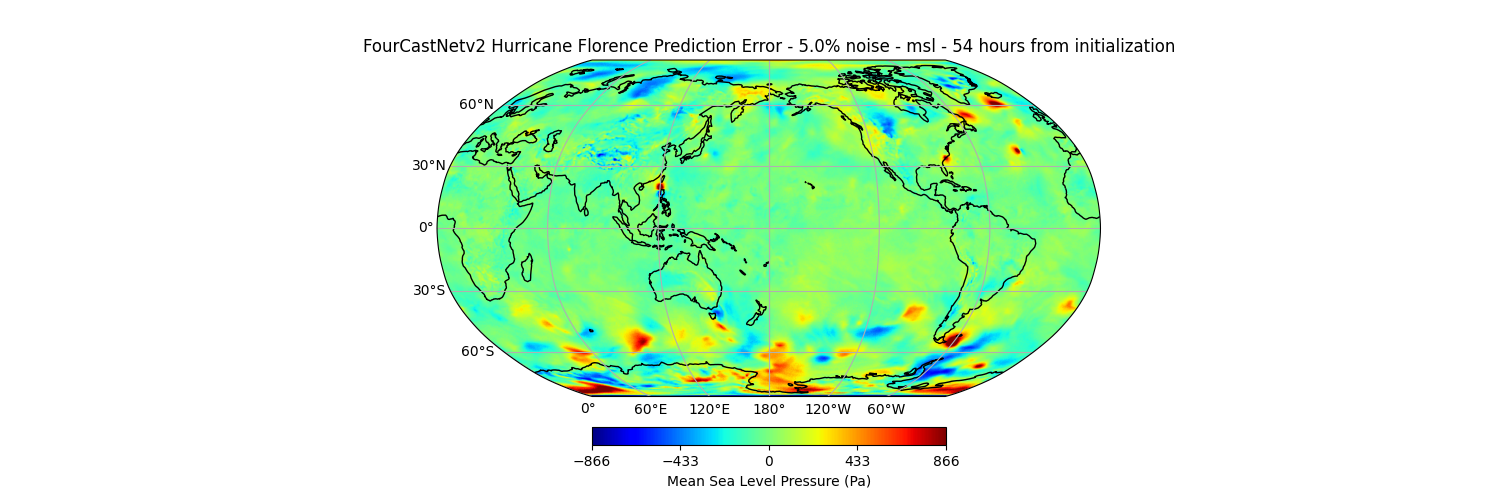 FourCastNetv2 Hurricane Florence Prediction Error - 5.0% noise - msl - 54 hours from initialization
60°N
30°N
0°
30°S
60°S
0° 60°E 120°E 180° 120°W 60°W
−866 −433 0 433 866
Mean Sea Level Pressure (Pa)